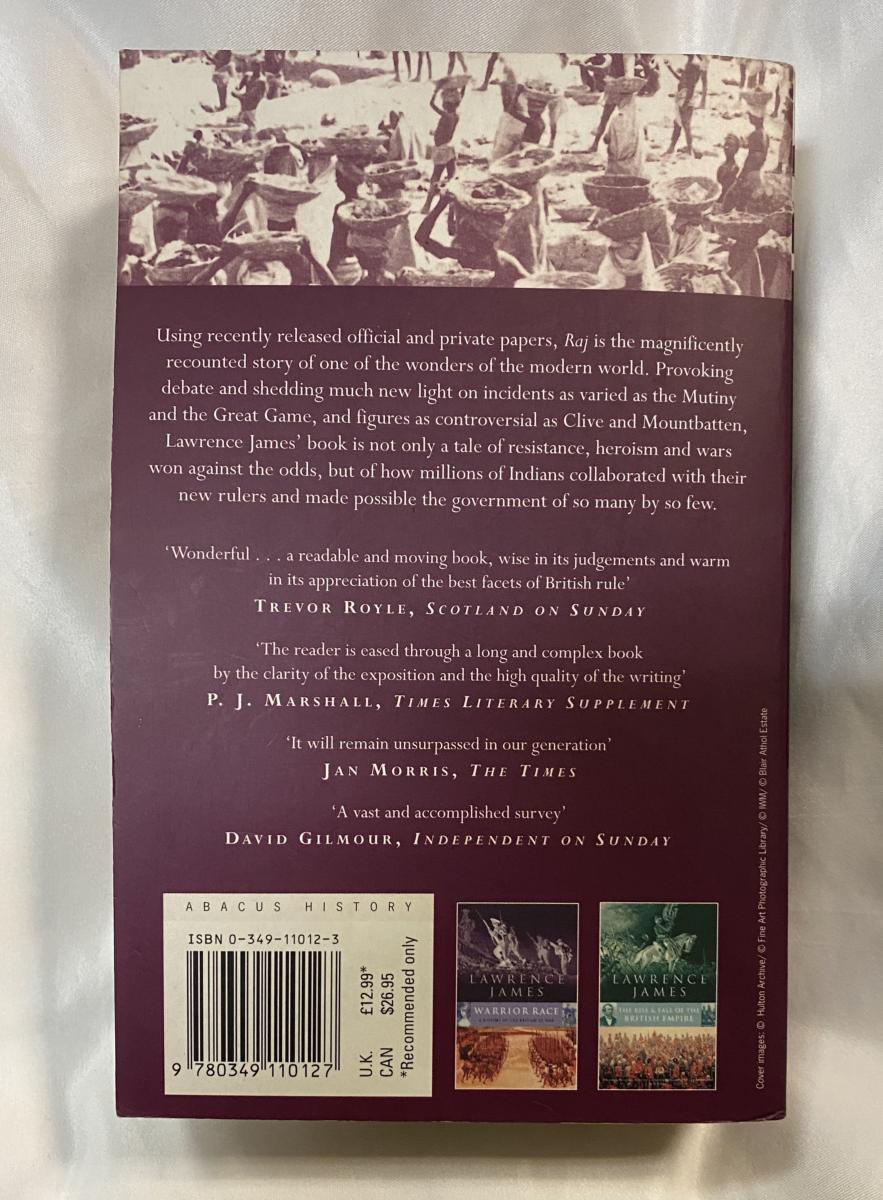 Using recently released official and private papers, Raj is the magnificently
recounted story of one of the wonders of the modern world. Provoking
debate and shedding much new light on incidents as varied as the Mutiny
and the Great Game, and figures as controversial as Clive and Mountbatten,
Lawrence James' book is not only a tale of resistance, heroism and wars
won against the odds, but of how millions of Indians collaborated with their
new rulers and made possible the government of so many by so few.
'Wonderful . . . a readable and moving book, wise in its judgements and warm
in its appreciation of the best facets of British rule'
TREVOR ROYLE, SCOTLAND ON SUNDAY
'The reader is eased through a long and complex book
by the clarity of the exposition and the high quality of the writing'
P. J. MARSHALL, TIMES LITERARY SUPPLEMENT
'It will remain unsurpassed in our generation'
JAN MORRIS, THE TIMES
'A vast and accomplished survey'
DAVID GILMOUR, INDEPENDENT ON SUNDAY
ABACUS HISTORY
ISBN 0-349-11012-3
9 780349 110127
U.K. £12.99*
CAN $26.95
*Recommended only
LAWRENCE
JAMES
WARRIOR RACE
A HISTORY OF THE BRITISH AT WAR
LAWRENCE
JAMES
THE RISE & FALL OF THE
BRITISH EMPIRE
Cover images: © Hulton Archive/ © Fine Art Photographic Library/ © IWM/ © Blair Athol Estate